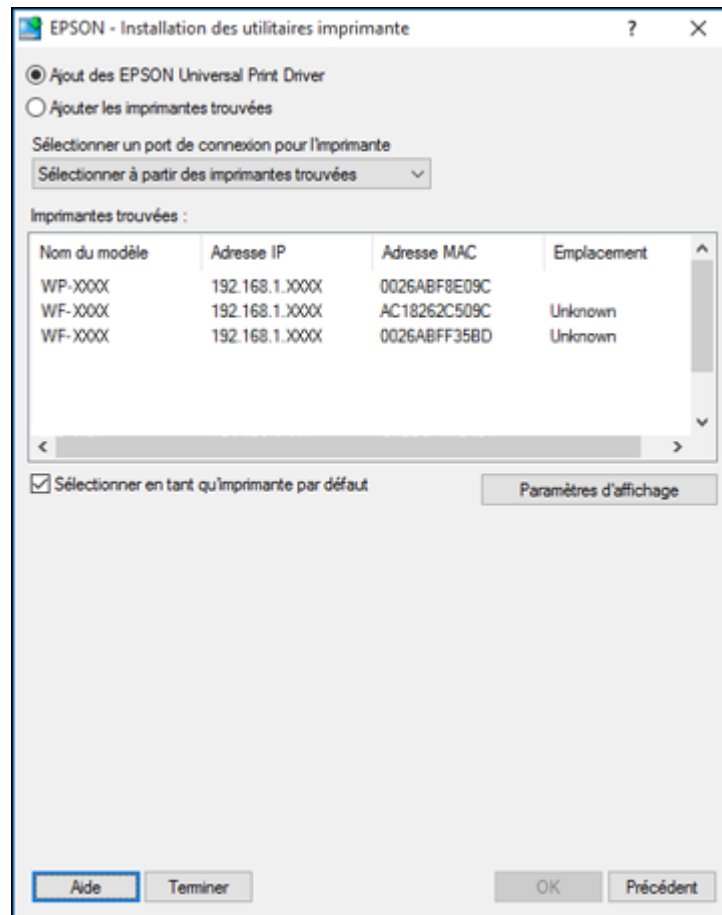 EPSON - Installation des utilitaires imprimante ?
Ajout des EPSON Universal Print Driver
Ajouter les imprimantes trouvées
Sélectionner un port de connexion pour l'imprimante
Sélectionner à partir des imprimantes trouvées
Imprimantes trouvées :
Nom du modèle Adresse IP Adresse MAC Emplacement
WP-XXXX 192.168.1.XXXX 0026ABF8E09C
WF-XXXX 192.168.1.XXXX AC18262C509C Unknown
WF-XXXX 192.168.1.XXXX 0026ABFF35BD Unknown
Sélectionner en tant qu'imprimante par défaut Paramètres d'affichage
Aide Terminer OK Précédent